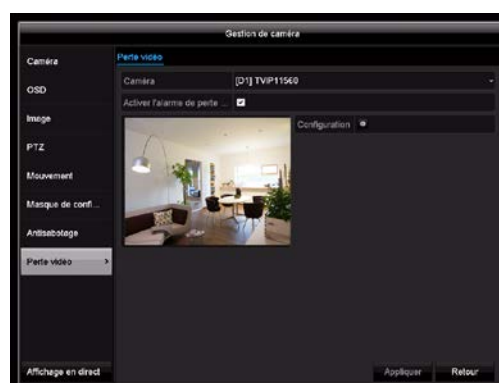 Gestion de caméra
Caméra
OSD
Image
PTZ
Mouvement
Masque de confi...
Antisabotage
Perte vidéo
Affichage en direct
Perte vidéo
Caméra [D1] TVIP11560
Activer l'alarme de perte ...
Configuration
Appliquer
Retour